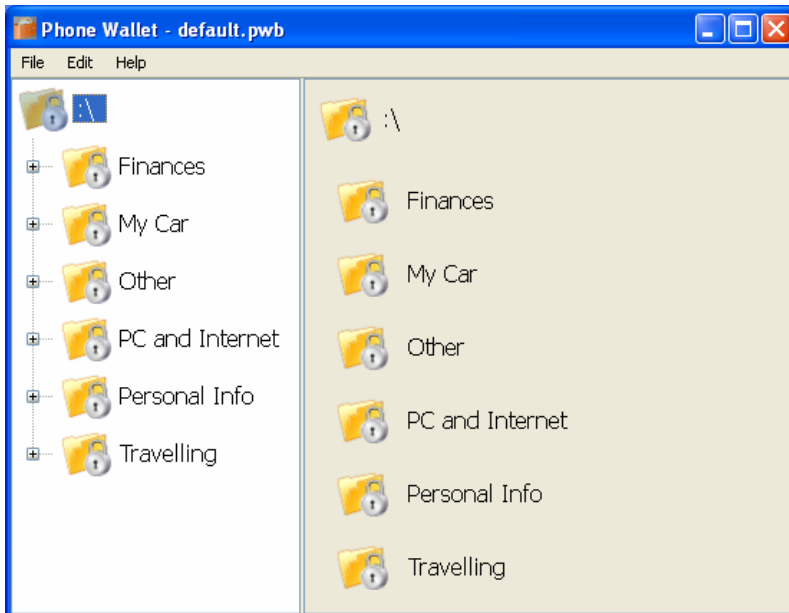 Phone Wallet - default.pwb
File Edit Help
:\
Finances
My Car
Other
PC and Internet
Personal Info
Travelling
:\
Finances
My Car
Other
PC and Internet
Personal Info
Travelling